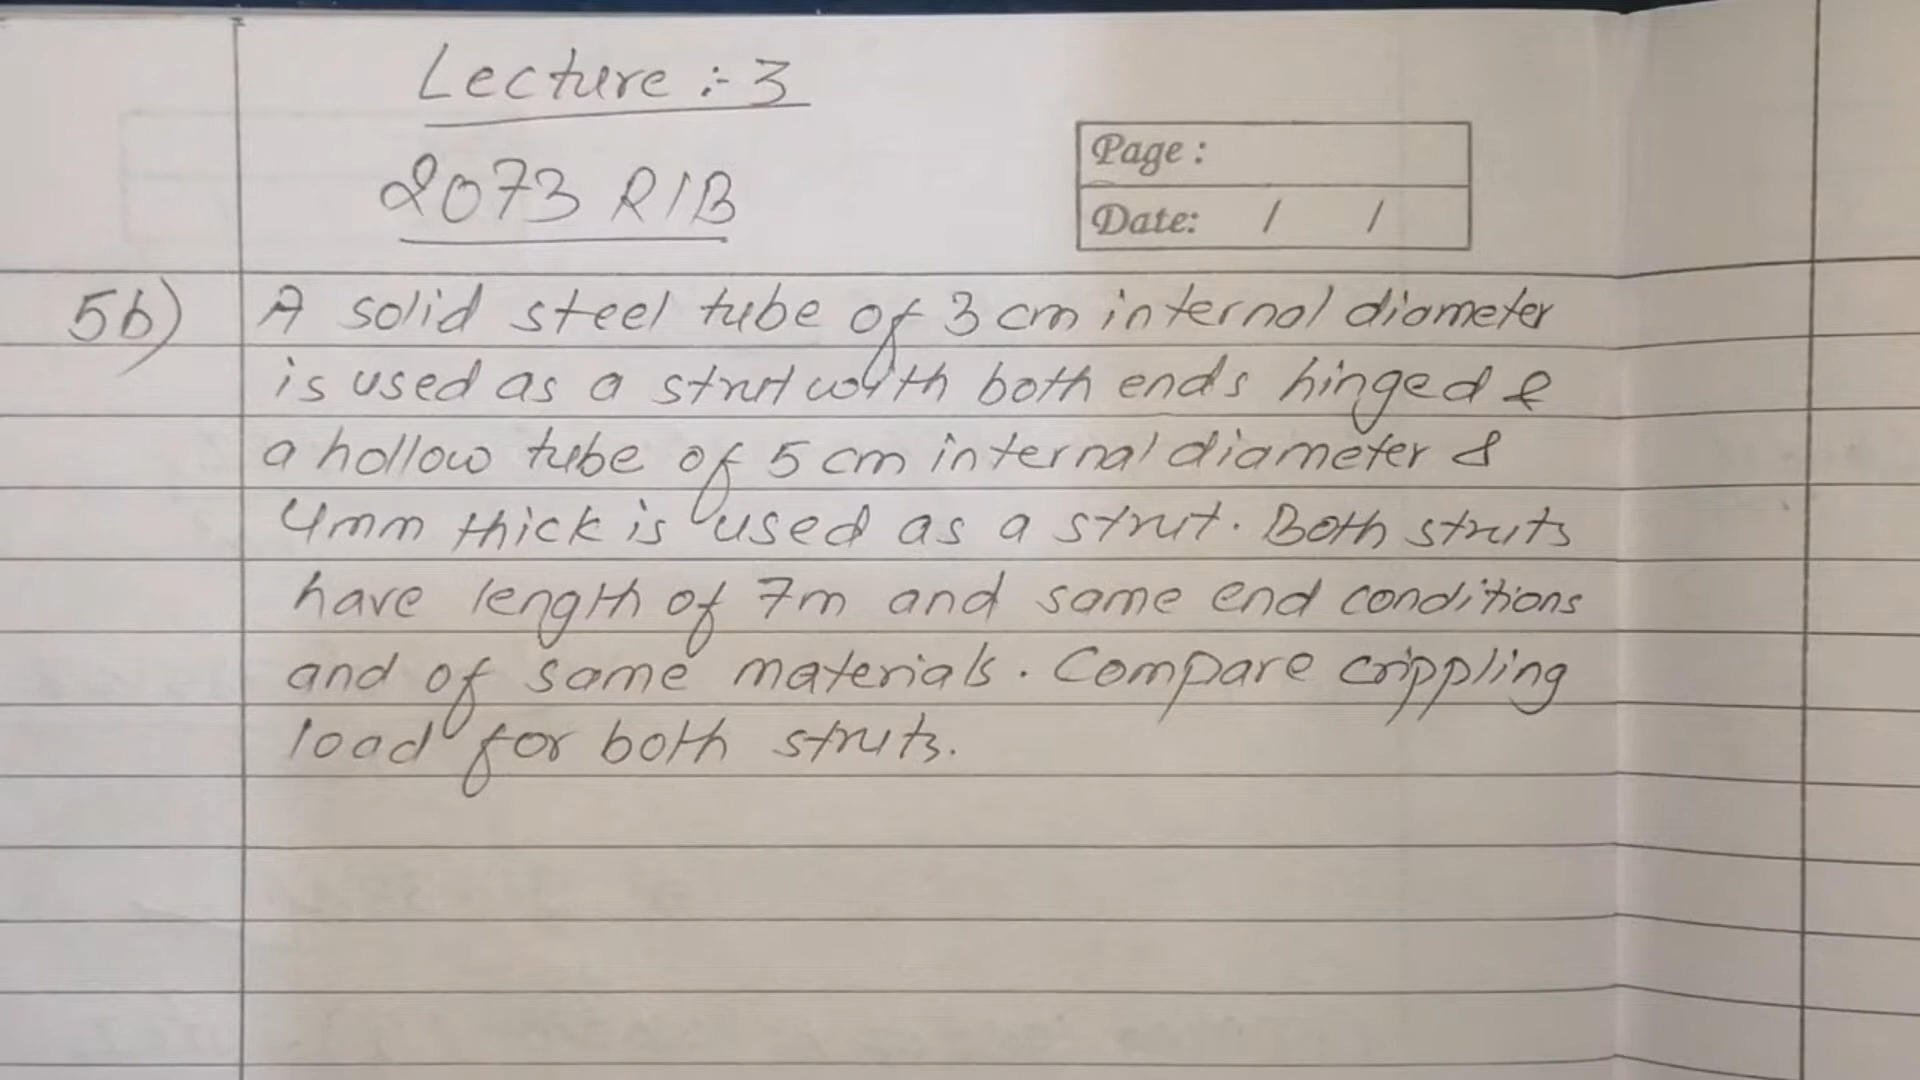 Lecture :- 3
2073 R/B
Page :
Date: / /
5b) A solid steel tube of 3 cm internal diameter
is used as a strut with both ends hinged &
a hollow tube of 5 cm internal diameter &
4mm thick is used as a strut. Both struts
have length of 7m and same end conditions
and of same materials. Compare crippling
load for both struts.